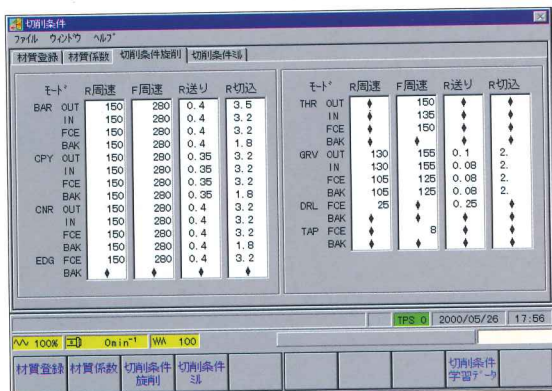 切削条件
ファイル ウィンドウ ヘルプ
材質登録 材質係数 切削条件旋削 切削条件ミル
モード R周速 F周速 R送り R切込
BAR OUT 150 280 0.4 3.5
IN 150 280 0.4 3.2
FCE 150 280 0.4 3.2
BAK 150 280 0.4 1.8
CPY OUT 150 280 0.35 3.2
IN 150 280 0.35 3.2
FCE 150 280 0.35 3.2
BAK 150 280 0.35 1.8
CNR OUT 150 280 0.4 3.2
IN 150 280 0.4 3.2
FCE 150 280 0.4 3.2
BAK 150 280 0.4 1.8
EDG FCE 150 280 0.4 3.2
BAK ♦ ♦ ♦ ♦
モード R周速 F周速 R送り R切込
THR OUT ♦ 150 ♦ ♦
IN ♦ 135 ♦ ♦
FCE ♦ 150 ♦ ♦
BAK ♦ ♦ ♦ ♦
GRV OUT 130 155 0.1 2.
IN 130 155 0.08 2.
FCE 105 125 0.08 2.
BAK 105 125 0.08 2.
DRL FCE 25 ♦ 0.25 ♦
BAK ♦ ♦ ♦ ♦
TAP FCE ♦ 8 ♦ ♦
BAK ♦ ♦ ♦ ♦
TPS 0 2000/05/26 17:56
100% 0min⁻¹ 100
材質登録 材質係数 切削条件旋削 切削条件ミル 切削条件学習データ